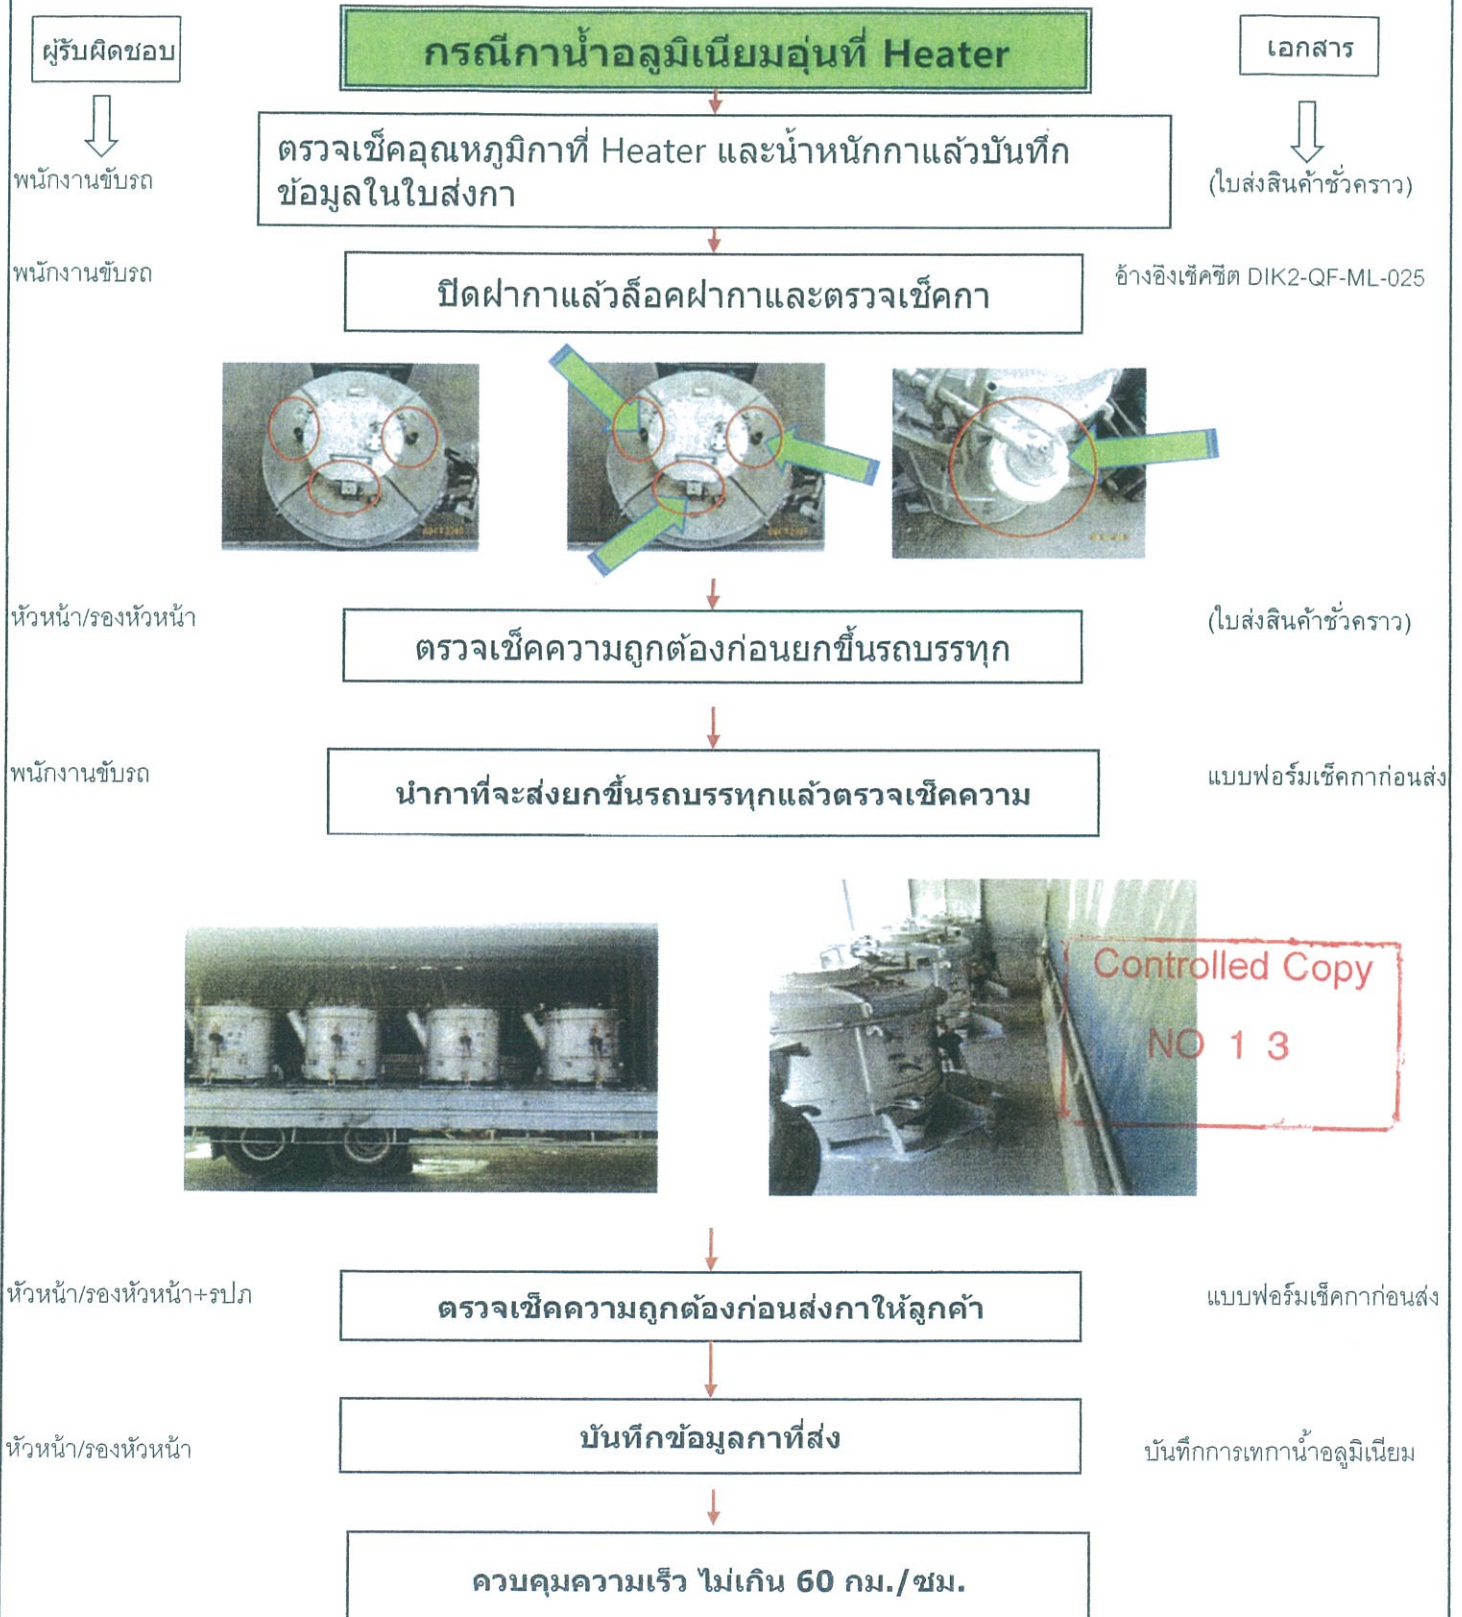 ผู้รับผิดชอบ
กรณีกาน้ำอลูมิเนียมอุ่นที่ Heater
เอกสาร
พนักงานขับรถ
ตรวจเช็คอุณหภูมิกาที่ Heater และน้ำหนักกาแล้วบันทึก
ข้อมูลในใบส่งกา
(ใบส่งสินค้าชั่วคราว)
พนักงานขับรถ
ปิดฝากาแล้วล็อคฝากาและตรวจเช็คกา
อ้างอิงเช็คชีต DIK2-QF-ML-025
หัวหน้า/รองหัวหน้า
ตรวจเช็คความถูกต้องก่อนยกขึ้นรถบรรทุก
(ใบส่งสินค้าชั่วคราว)
พนักงานขับรถ
นำกาที่จะส่งยกขึ้นรถบรรทุกแล้วตรวจเช็คความ
แบบฟอร์มเช็คกาก่อนส่ง
Controlled Copy
NO 1 3
หัวหน้า/รองหัวหน้า+รปภ
ตรวจเช็คความถูกต้องก่อนส่งกาให้ลูกค้า
แบบฟอร์มเช็คกาก่อนส่ง
หัวหน้า/รองหัวหน้า
บันทึกข้อมูลกาที่ส่ง
บันทึกการเทกาน้ำอลูมิเนียม
ควบคุมความเร็ว ไม่เกิน 60 กม./ซม.